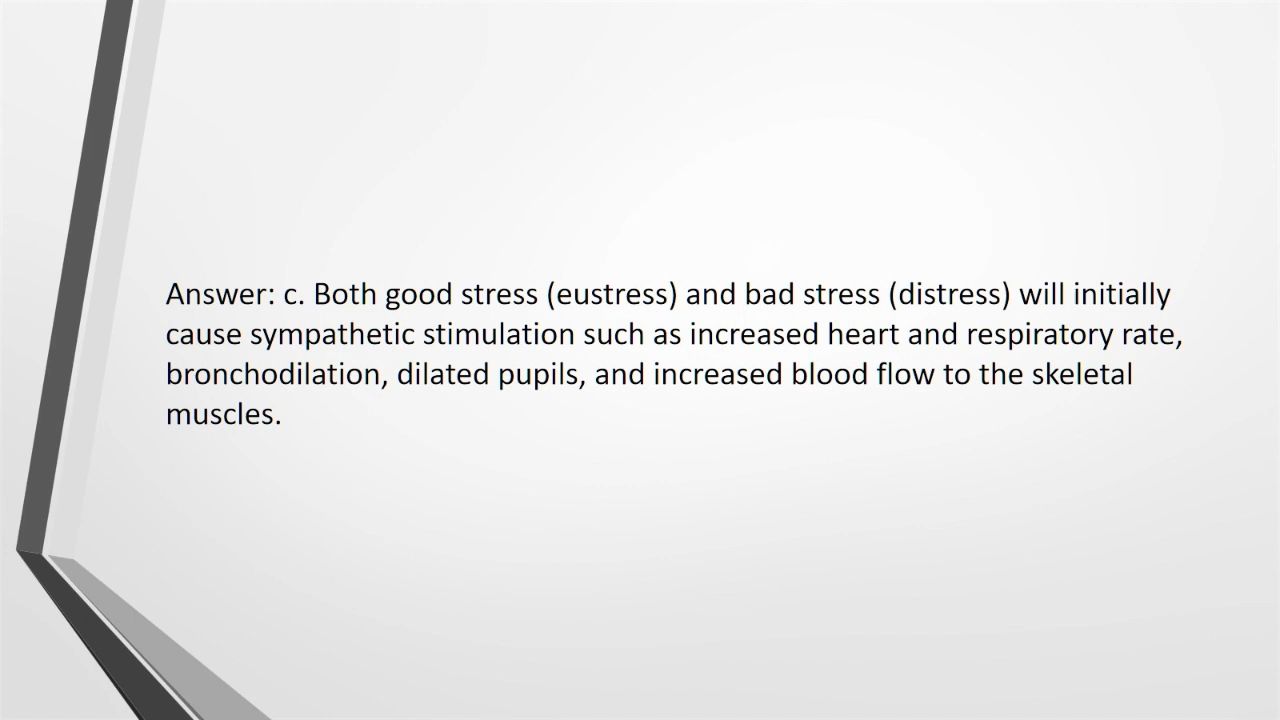 Answer: c. Both good stress (eustress) and bad stress (distress) will initially
cause sympathetic stimulation such as increased heart and respiratory rate,
bronchodilation, dilated pupils, and increased blood flow to the skeletal
muscles.